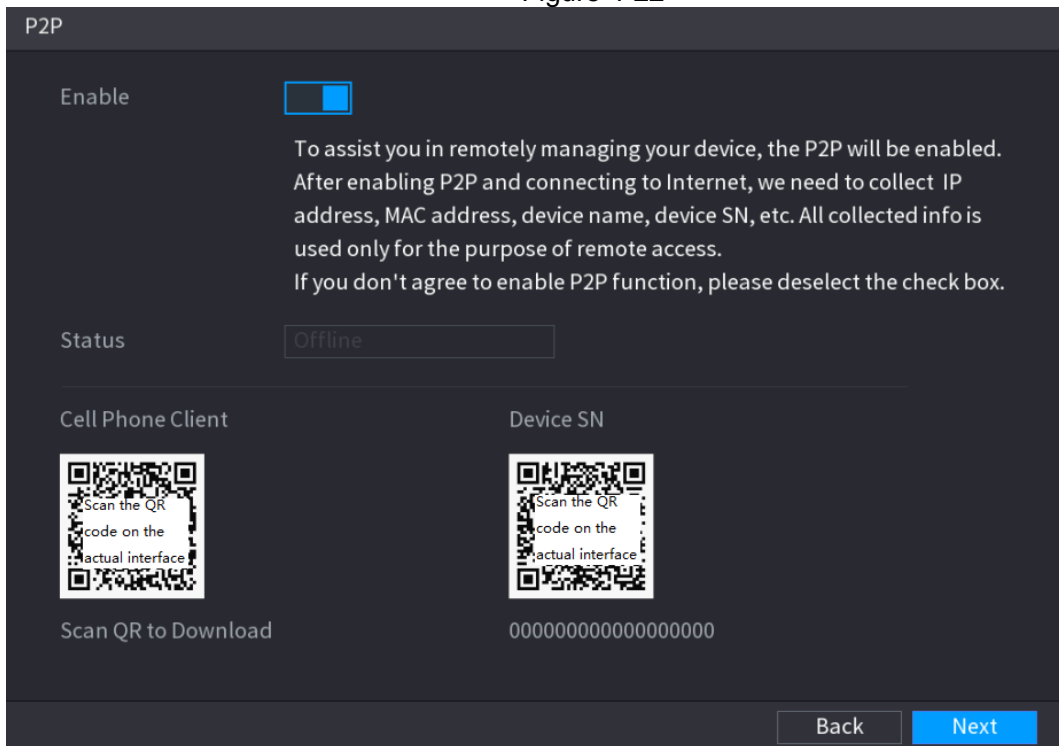 P2P
Enable
To assist you in remotely managing your device, the P2P will be enabled.
After enabling P2P and connecting to Internet, we need to collect IP
address, MAC address, device name, device SN, etc. All collected info is
used only for the purpose of remote access.
If you don't agree to enable P2P function, please deselect the check box.
Status
Offline
Cell Phone Client
Device SN
Scan the QR
code on the
actual interface
Scan the QR
code on the
actual interface
Scan QR to Download
000000000000000000
Back
Next